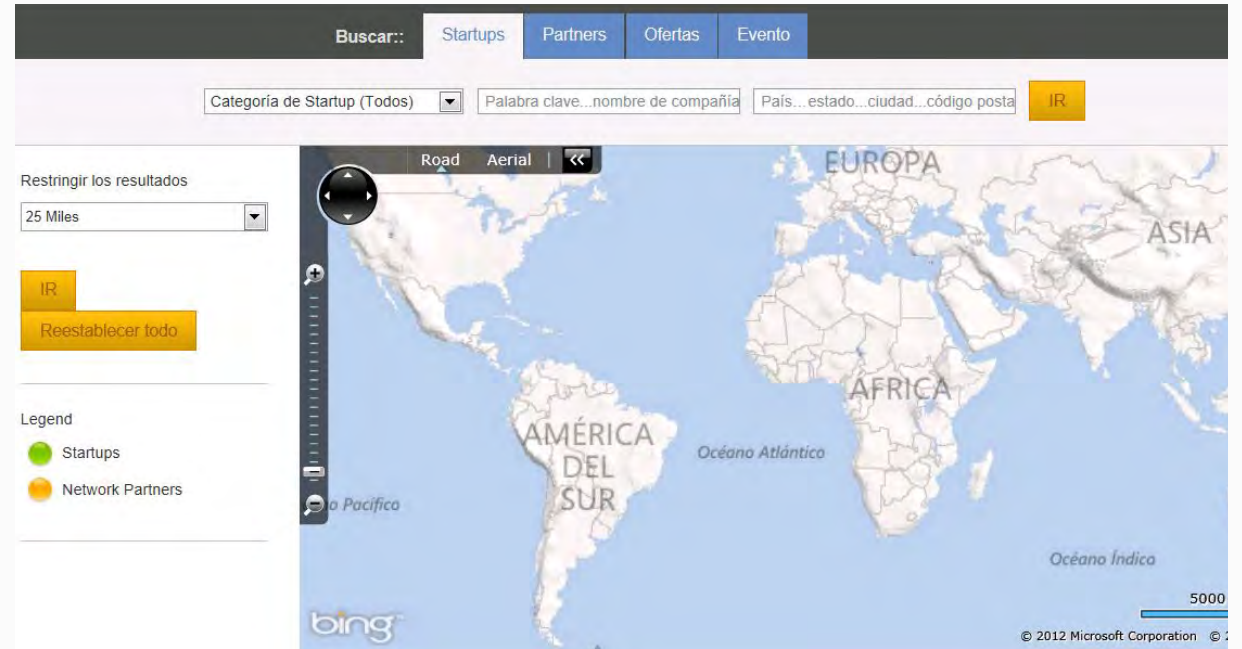 Buscar:: Startups Partners Ofertas Evento
Categoría de Startup (Todos) Palabra clave...nombre de compañía País...estado...ciudad...código posta IR
Restringir los resultados
25 Miles
IR
Reestablecer todo
Legend
Startups
Network Partners
Road Aerial | <<
EUROPA
ASIA
AFRICA
AMÉRICA
DEL
SUR
Océano Atlántico
o Pacífico
Océano Índico
5000
bing™
© 2012 Microsoft Corporation ©